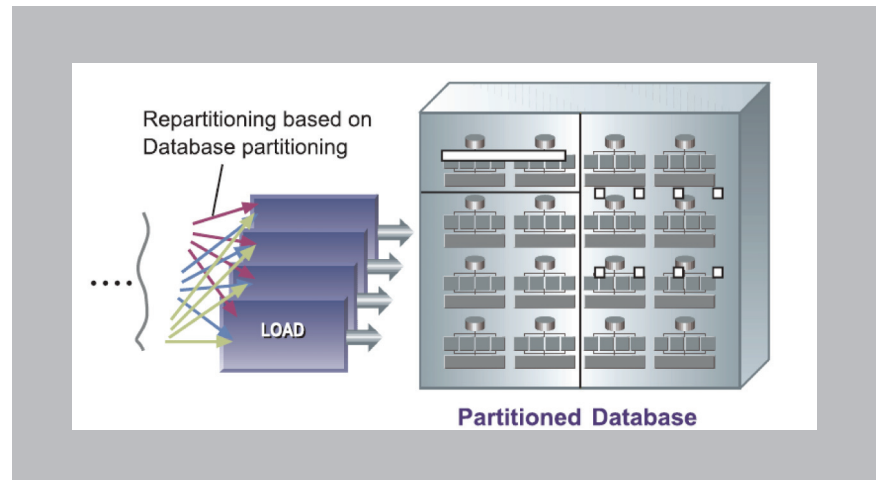 Repartitioning based on
Database partitioning
LOAD
Partitioned Database